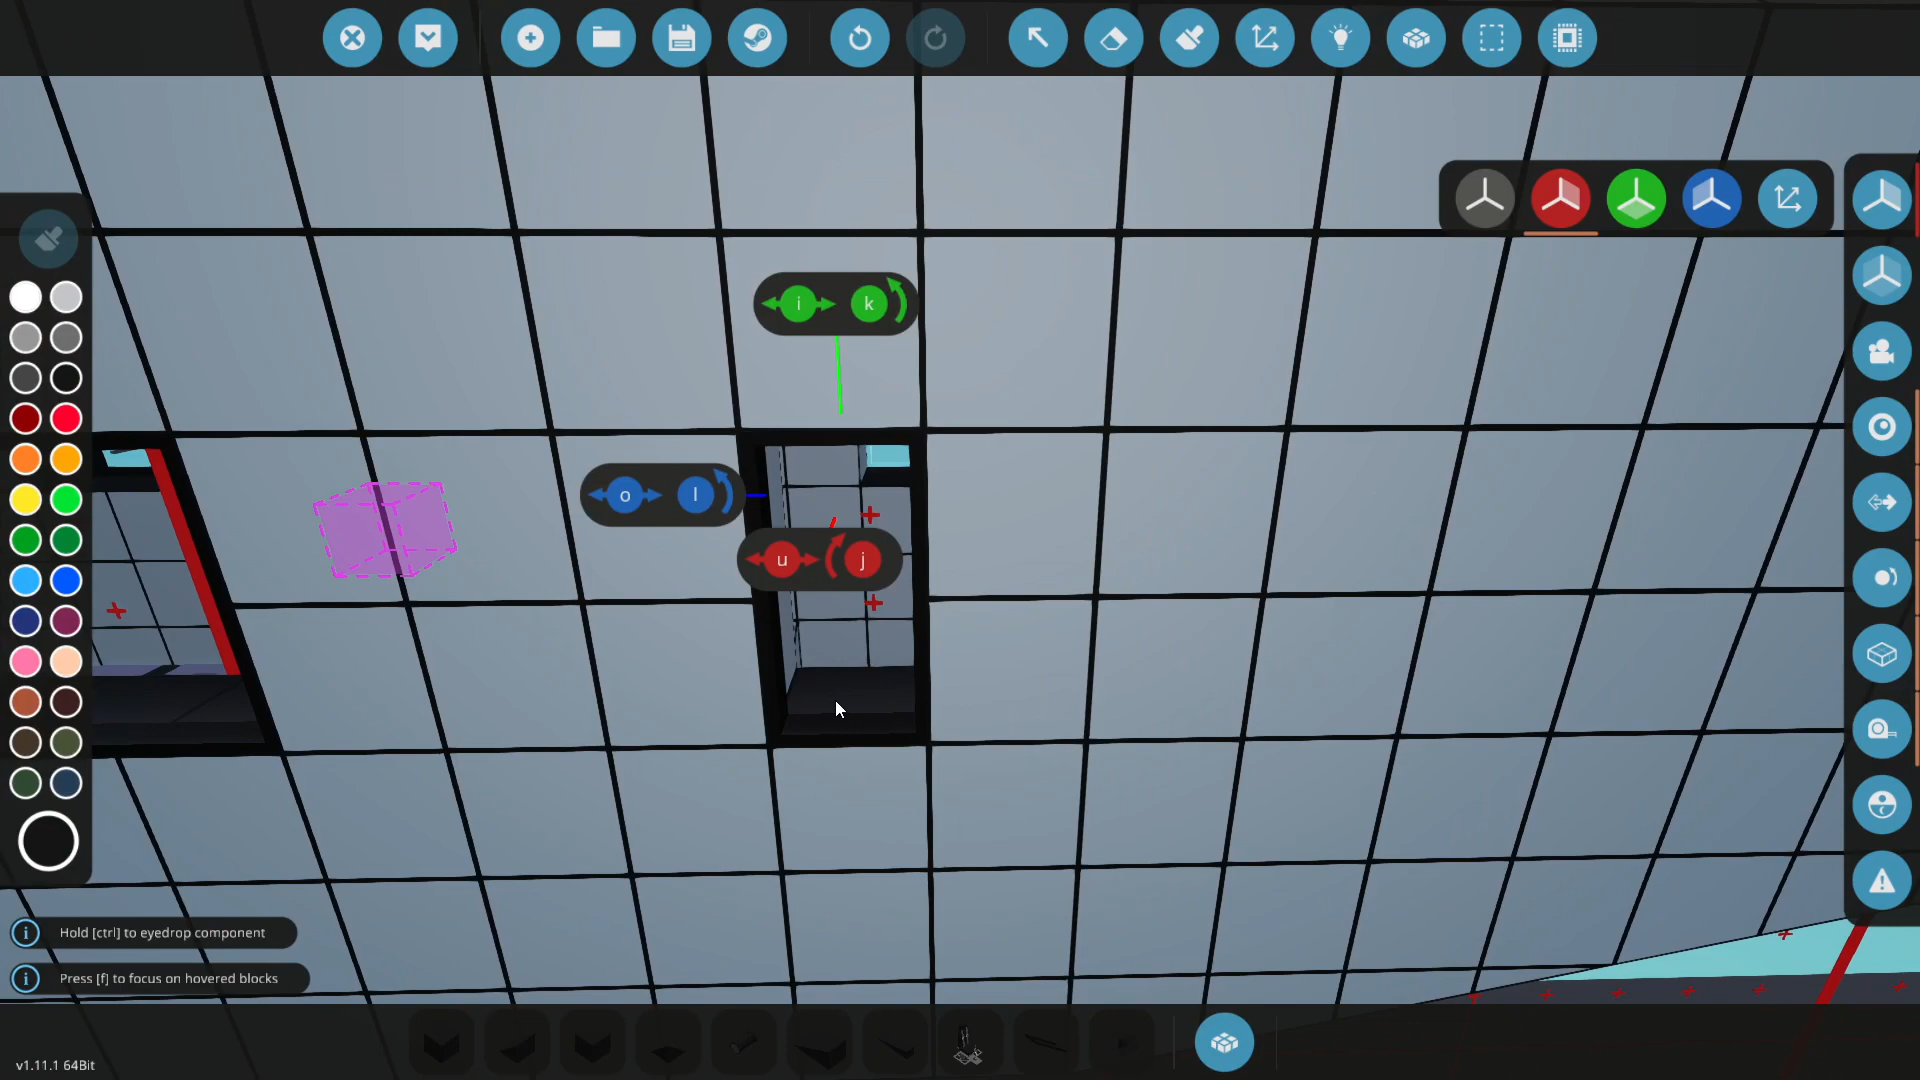 i k
o l
u j
Hold [ctrl] to eyedrop component
Press [f] to focus on hovered blocks
v1.11.1 64Bit